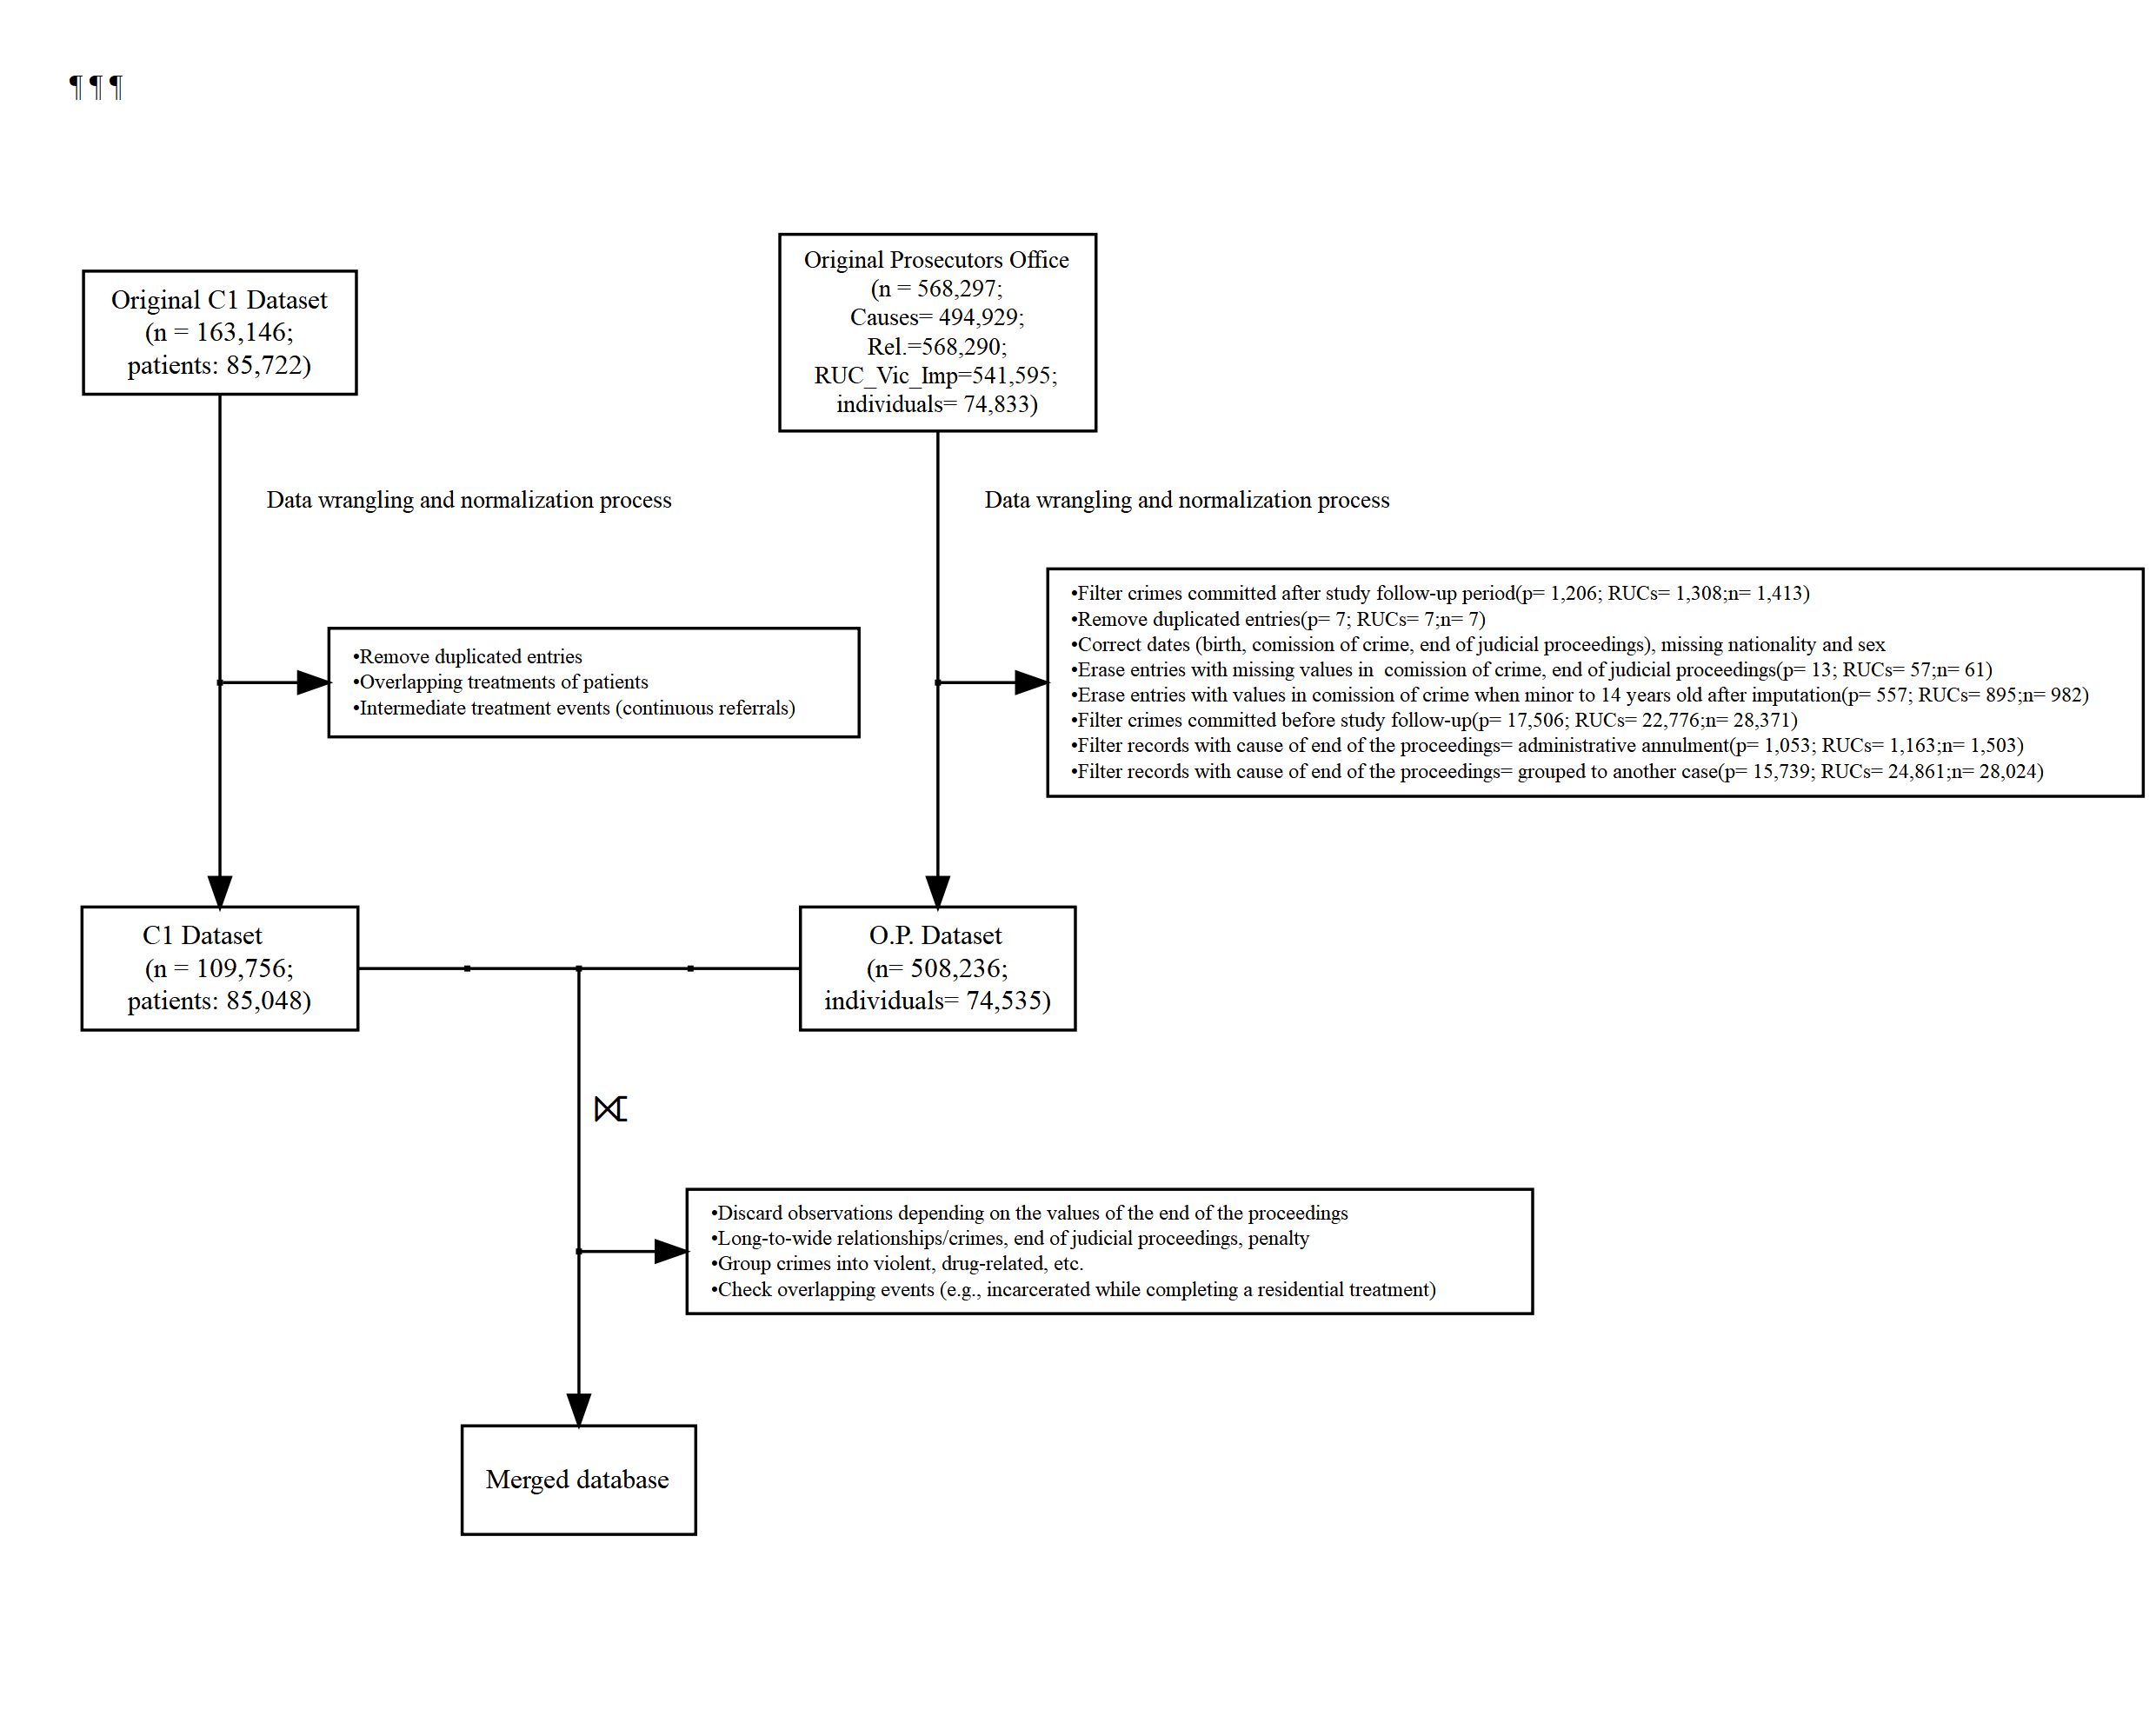 ¶¶¶
Original C1 Dataset
(n = 163,146;
patients: 85,722)
Original Prosecutors Office
(n = 568,297;
Causes= 494,929;
Rel.=568,290;
RUC_Vic_Imp=541,595;
individuals= 74,833)
Data wrangling and normalization process
Data wrangling and normalization process
•Remove duplicated entries
•Overlapping treatments of patients
•Intermediate treatment events (continuous referrals)
•Filter crimes committed after study follow-up period(p= 1,206; RUCs= 1,308;n= 1,413)
•Remove duplicated entries(p= 7; RUCs= 7;n= 7)
•Correct dates (birth, comission of crime, end of judicial proceedings), missing nationality and sex
•Erase entries with missing values in  comission of crime, end of judicial proceedings(p= 13; RUCs= 57;n= 61)
•Erase entries with values in comission of crime when minor to 14 years old after imputation(p= 557; RUCs= 895;n= 982)
•Filter crimes committed before study follow-up(p= 17,506; RUCs= 22,776;n= 28,371)
•Filter records with cause of end of the proceedings= administrative annulment(p= 1,053; RUCs= 1,163;n= 1,503)
•Filter records with cause of end of the proceedings= grouped to another case(p= 15,739; RUCs= 24,861;n= 28,024)
C1 Dataset
(n = 109,756;
patients: 85,048)
O.P. Dataset
(n= 508,236;
individuals= 74,535)
⟖
•Discard observations depending on the values of the end of the proceedings
•Long-to-wide relationships/crimes, end of judicial proceedings, penalty
•Group crimes into violent, drug-related, etc.
•Check overlapping events (e.g., incarcerated while completing a residential treatment)
Merged database